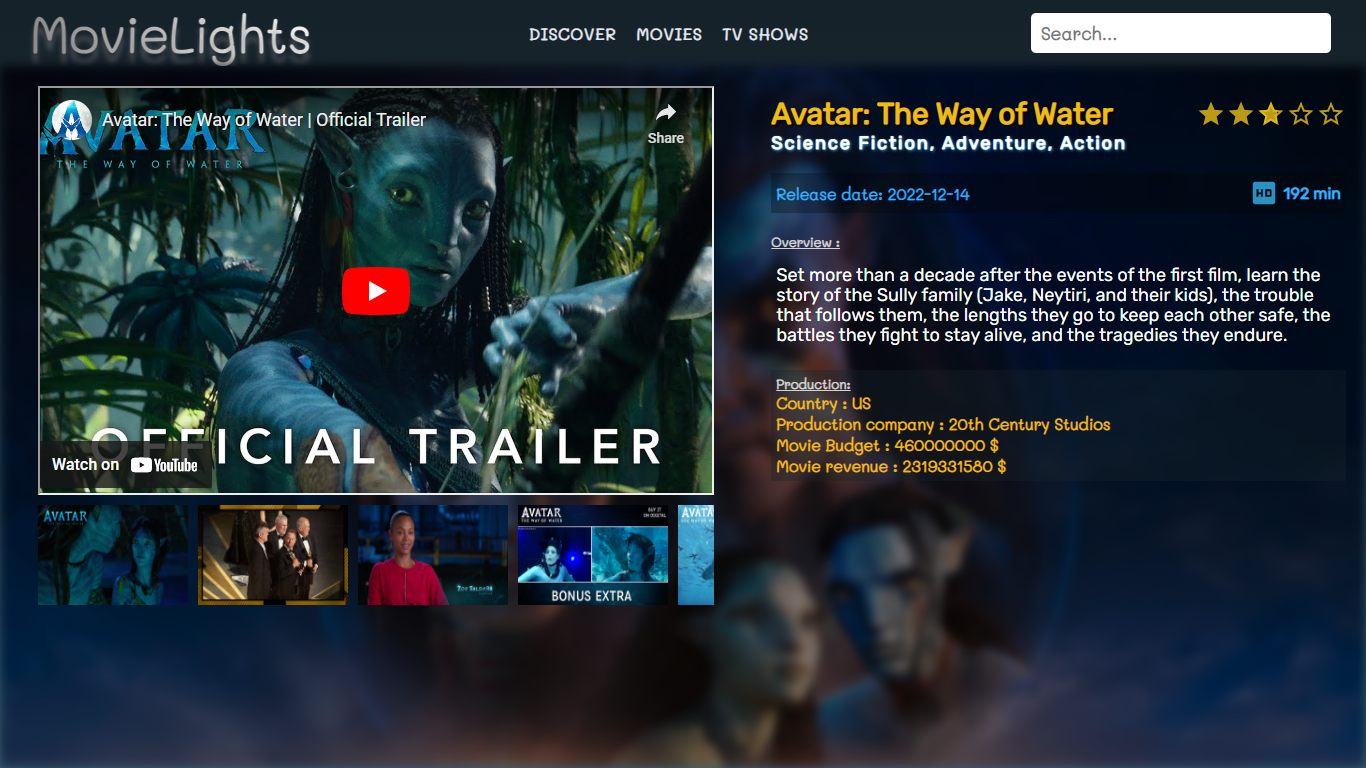 MovieLights
DISCOVER MOVIES TV SHOWS
Search...
AVATAR
THE WAY OF WATER
Avatar: The Way of Water | Official Trailer
Share
OFFICIAL TRAILER
Watch on YouTube
AVATAR
ZOE SALDAÑA
AVATAR
THE WAY OF WATER
BUY IT
ON DIGITAL
BONUS EXTRA
Avatar: The Way of Water
Science Fiction, Adventure, Action
Release date: 2022-12-14
HD 192 min
Overview :
Set more than a decade after the events of the first film, learn the
story of the Sully family (Jake, Neytiri, and their kids), the trouble
that follows them, the lengths they go to keep each other safe, the
battles they fight to stay alive, and the tragedies they endure.
Production:
Country : US
Production company : 20th Century Studios
Movie Budget : 460000000 $
Movie revenue : 2319331580 $